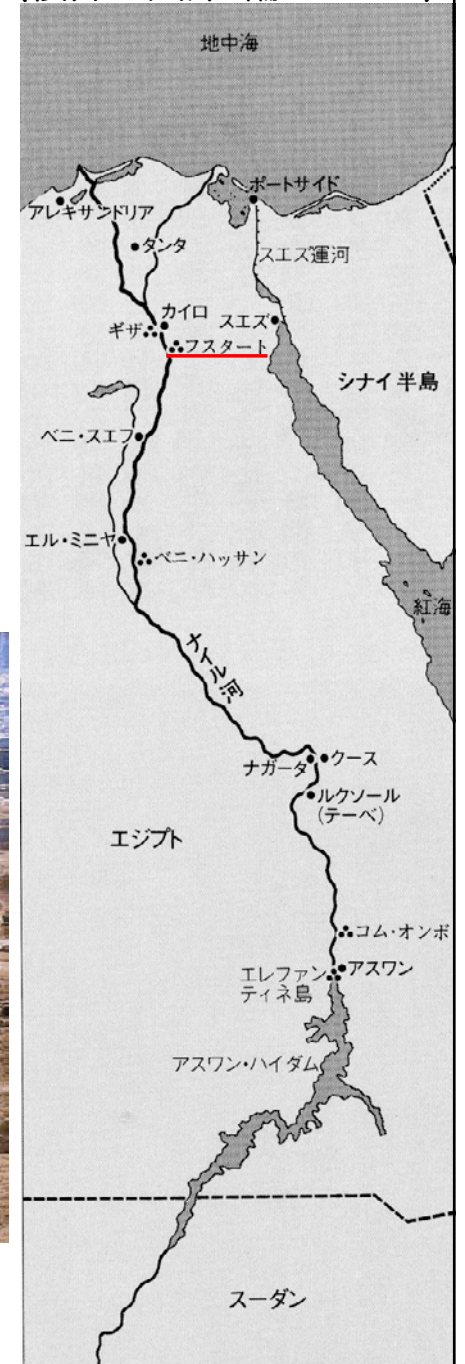 地中海
ポートサイド
アレキサンドリア
タンタ
スエズ運河
カイロ
スエズ
ギザ
フスタート
シナイ半島
ベニ・スエフ
エル・ミニヤ
ベニ・ハッサン
紅海
ナイル河
ナガータ
クース
ルクソール
(テーベ)
エジプト
コム・オンボ
アスワン
エレファン
ティネ島
アスワン・ハイダム
スーダン